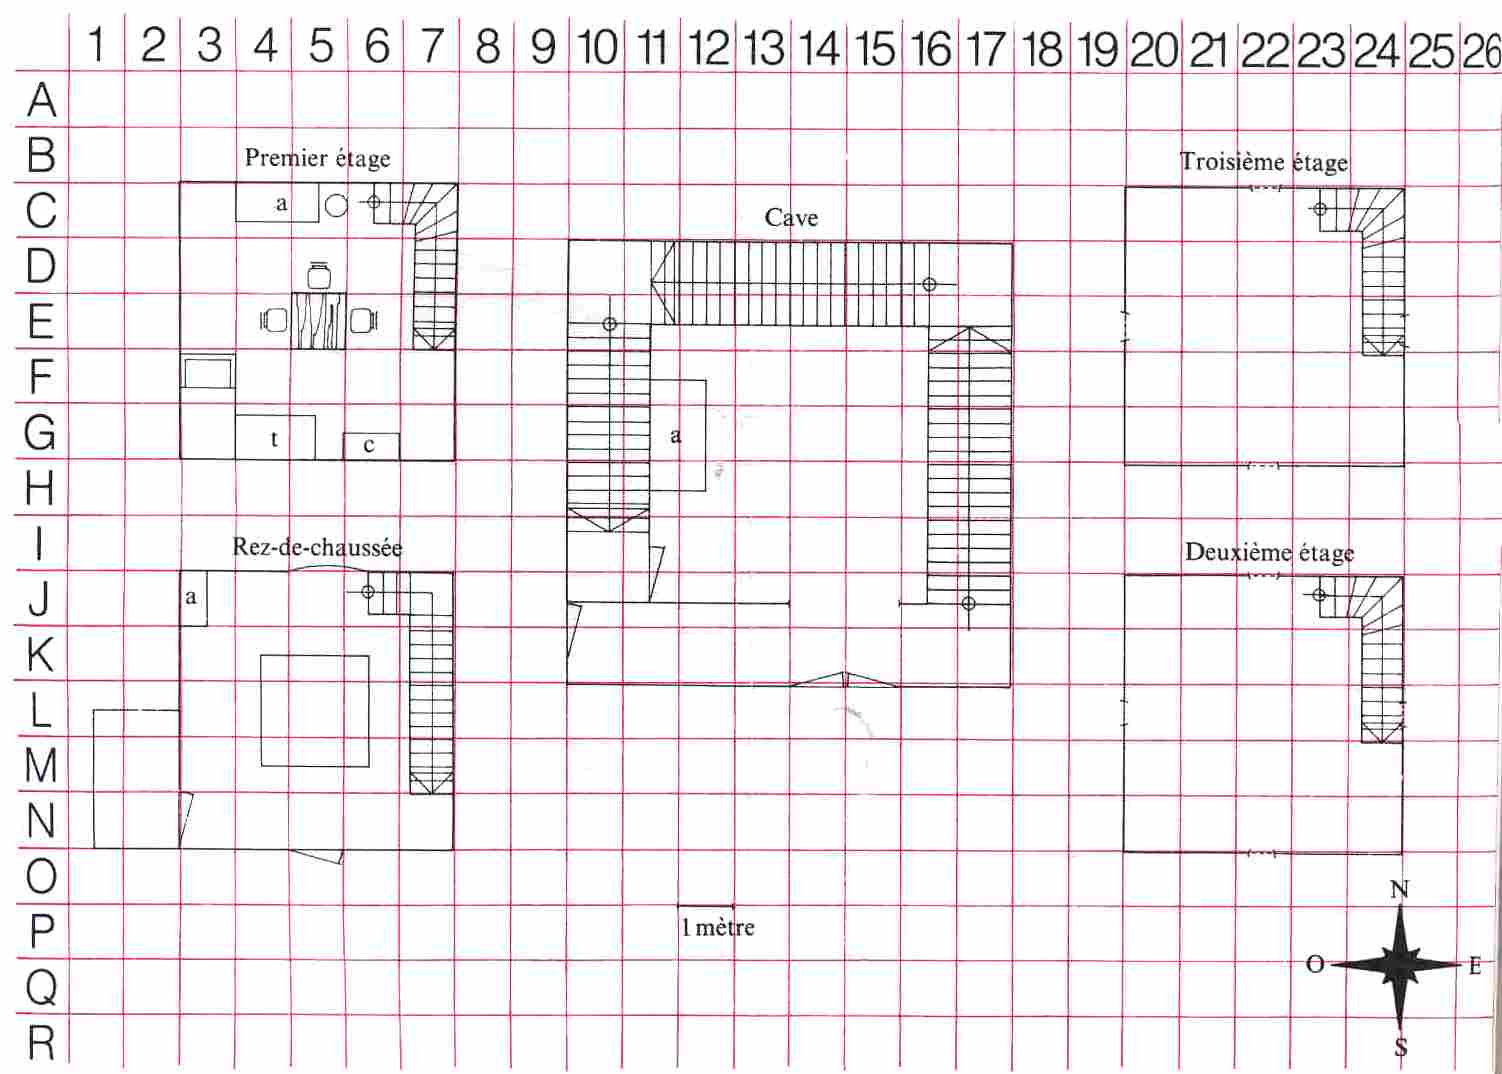 1 2 3 4 5 6 7 8 9 10 11 12 13 14 15 16 17 18 19 20 21 22 23 24 25 26
A
B
Premier étage
Troisième étage
C
a
Cave
D
E
F
G
t
c
a
H
I
Rez-de-chaussée
Deuxième étage
J
a
K
L
M
N
O
N
P
1 mètre
O
E
Q
R
S